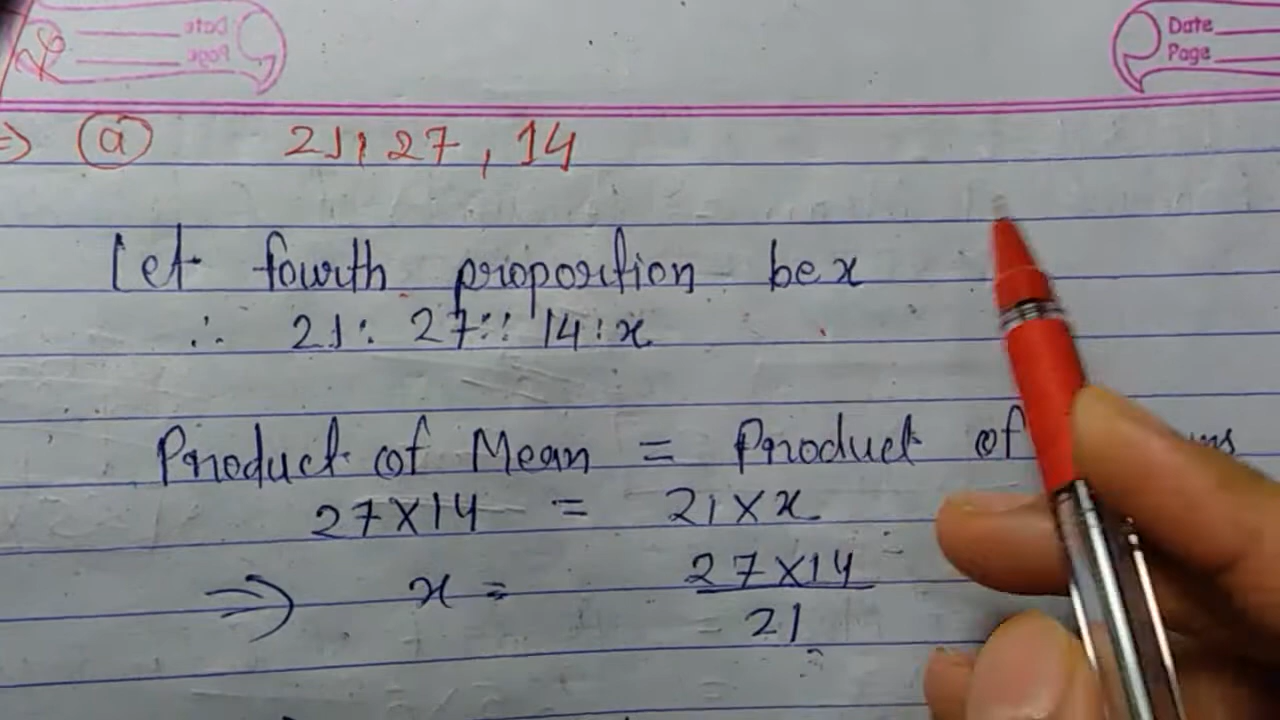 Date
Page
Date
Page
=> (a) 21, 27, 14
Let fourth proportion be x
∴ 21 : 27 :: 14 : x
Product of Mean = Product of
27 × 14 = 21 × x
⇒ x = 27 × 14
21